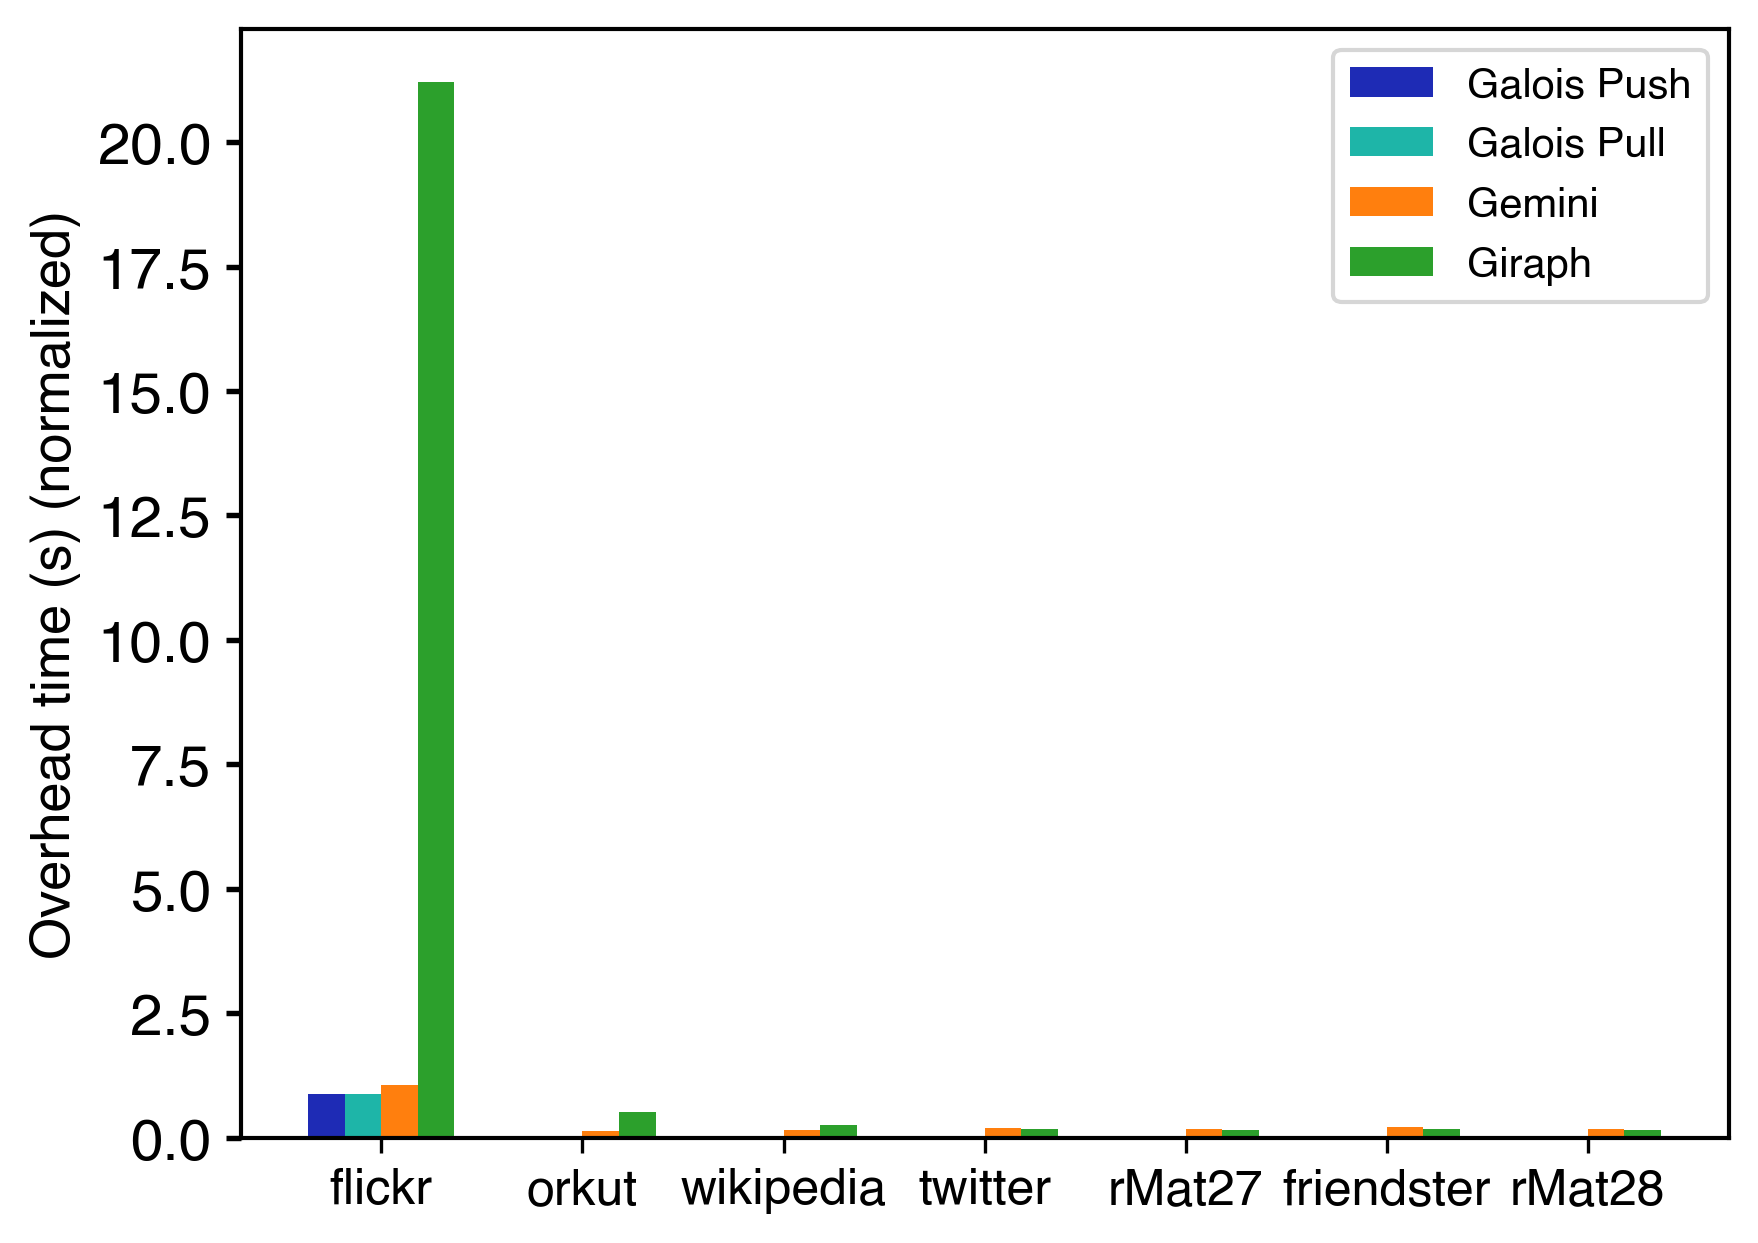 Overhead time (s) (normalized)
20.0
17.5
15.0
12.5
10.0
7.5
5.0
2.5
0.0
flickr
orkut
wikipedia
twitter
rMat27
friendster
rMat28
Galois Push
Galois Pull
Gemini
Giraph